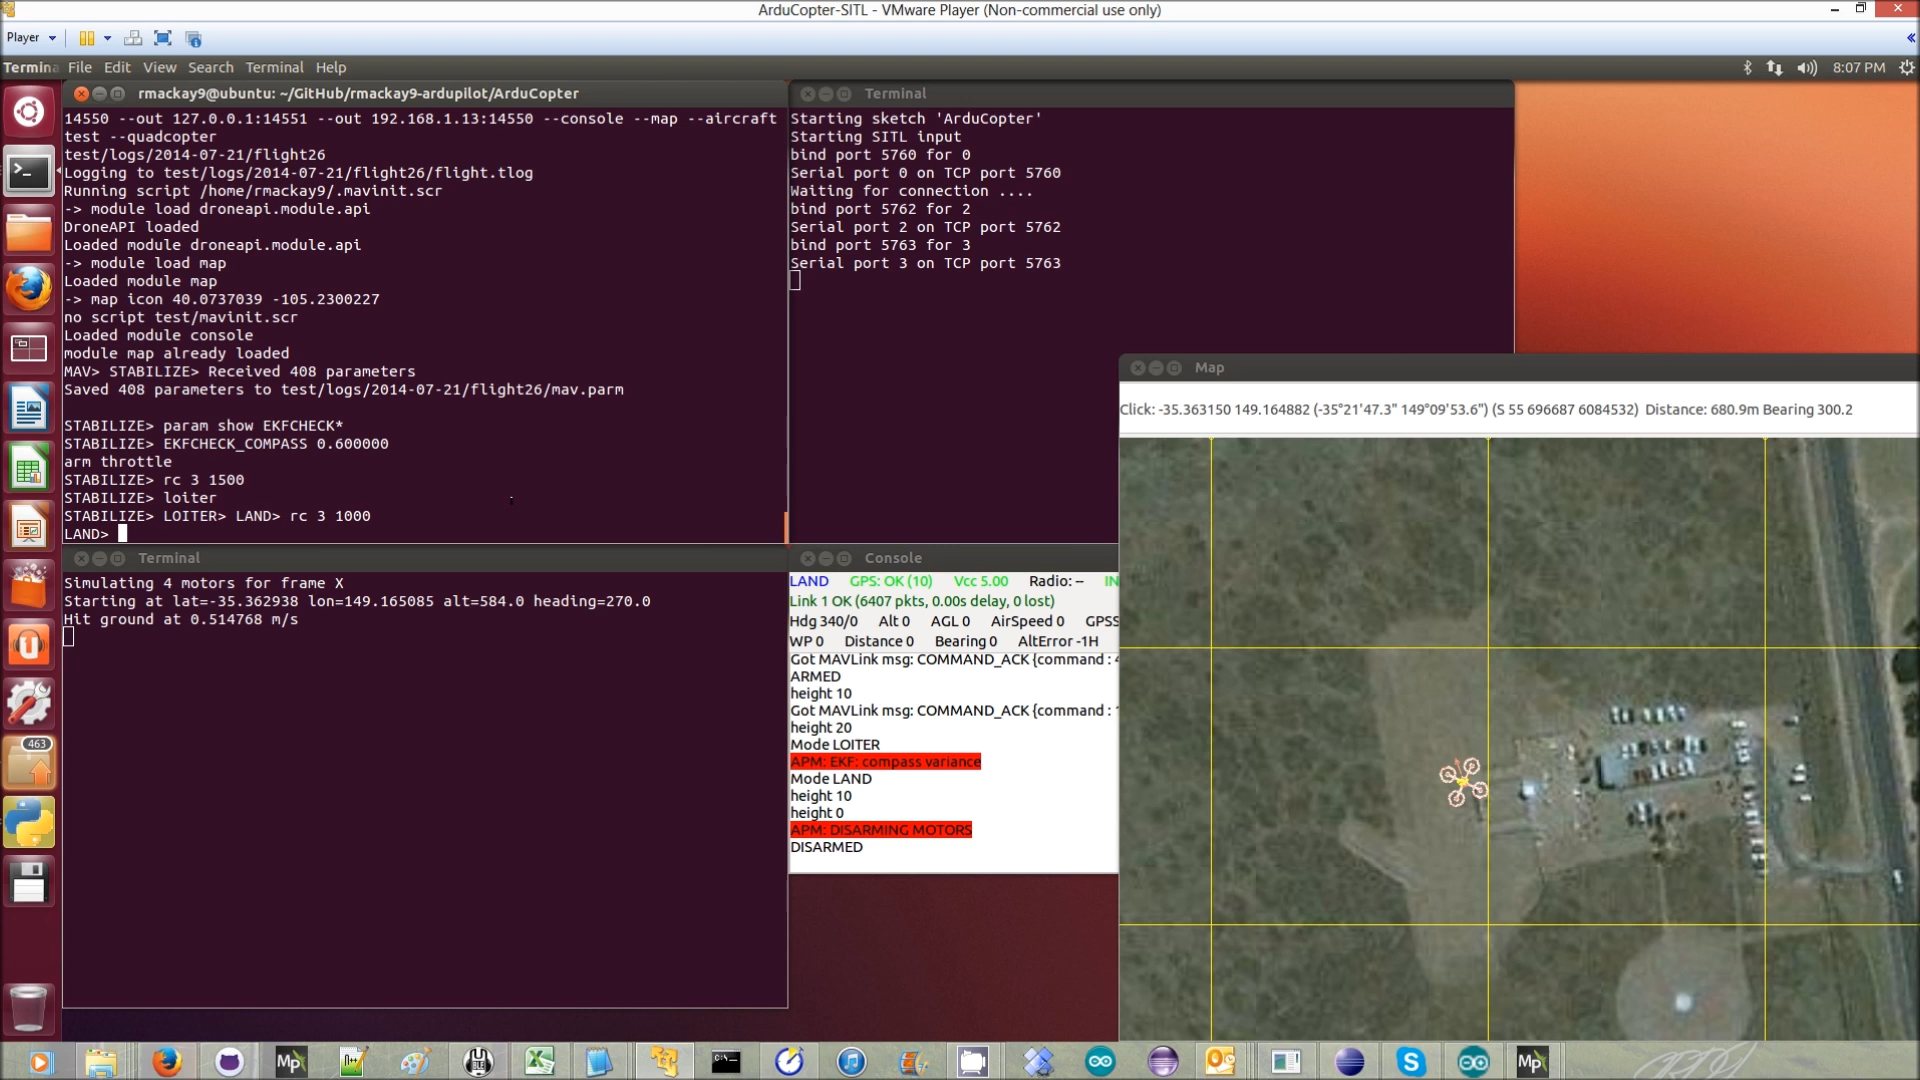 ArduCopter-SITL - VMware Player (Non-commercial use only)
Player
Termina File Edit View Search Terminal Help
8:07 PM
rmackay9@ubuntu: ~/GitHub/rmackay9-ardupilot/ArduCopter
14550 --out 127.0.0.1:14551 --out 192.168.1.13:14550 --console --map --aircraft
test --quadcopter
test/logs/2014-07-21/flight26
Logging to test/logs/2014-07-21/flight26/flight.tlog
Running script /home/rmackay9/.mavinit.scr
-> module load droneapi.module.api
DroneAPI loaded
Loaded module droneapi.module.api
-> module load map
Loaded module map
-> map icon 40.0737039 -105.2300227
no script test/mavinit.scr
Loaded module console
module map already loaded
MAV> STABILIZE> Received 408 parameters
Saved 408 parameters to test/logs/2014-07-21/flight26/mav.parm
STABILIZE> param show EKFCHECK*
STABILIZE> EKFCHECK_COMPASS 0.600000
arm throttle
STABILIZE> rc 3 1500
STABILIZE> loiter
STABILIZE> LOITER> LAND> rc 3 1000
LAND>
Terminal
Starting sketch 'ArduCopter'
Starting SITL input
bind port 5760 for 0
Serial port 0 on TCP port 5760
Waiting for connection ....
bind port 5762 for 2
Serial port 2 on TCP port 5762
bind port 5763 for 3
Serial port 3 on TCP port 5763
Map
Click: -35.363150 149.164882 (-35°21'47.3" 149°09'53.6") (S 55 696687 6084532) Distance: 680.9m Bearing 300.2
Terminal
Simulating 4 motors for frame X
Starting at lat=-35.362938 lon=149.165085 alt=584.0 heading=270.0
Hit ground at 0.514768 m/s
Console
LAND GPS: OK (10) Vcc 5.00 Radio: -- IN
Link 1 OK (6407 pkts, 0.00s delay, 0 lost)
Hdg 340/0 Alt 0 AGL 0 AirSpeed 0 GPSS
WP 0 Distance 0 Bearing 0 AltError -1H
Got MAVLink msg: COMMAND_ACK {command : 4
ARMED
height 10
Got MAVLink msg: COMMAND_ACK {command : 1
height 20
Mode LOITER
APM: EKF: compass variance
Mode LAND
height 10
height 0
APM: DISARMING MOTORS
DISARMED
463
Mp
Mp